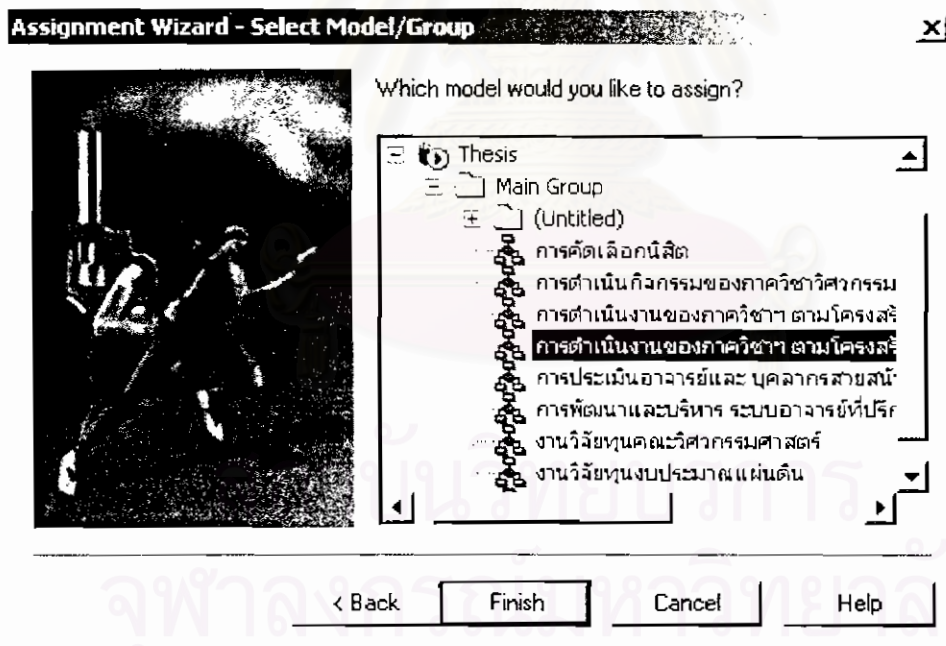 Assignment Wizard - Select Model/Group
Which model would you like to assign?
Thesis
Main Group
(Untitled)
การคัดเลือกนิสิต
การดำเนินกิจกรรมของภาควิชาวิศวกรรม
การดำเนินงานของภาควิชาฯ ตามโครงสร้
การดำเนินงานของภาควิชาฯ ตามโครงสร้
การประเมินอาจารย์และ บุคลากรสายสนั
การพัฒนาและบริหาร ระบบอาจารย์ที่ปรึก
งานวิจัยทุนคณะวิศวกรรมศาสตร์
งานวิจัยทุนงบประมาณแผ่นดิน
< Back
Finish
Cancel
Help